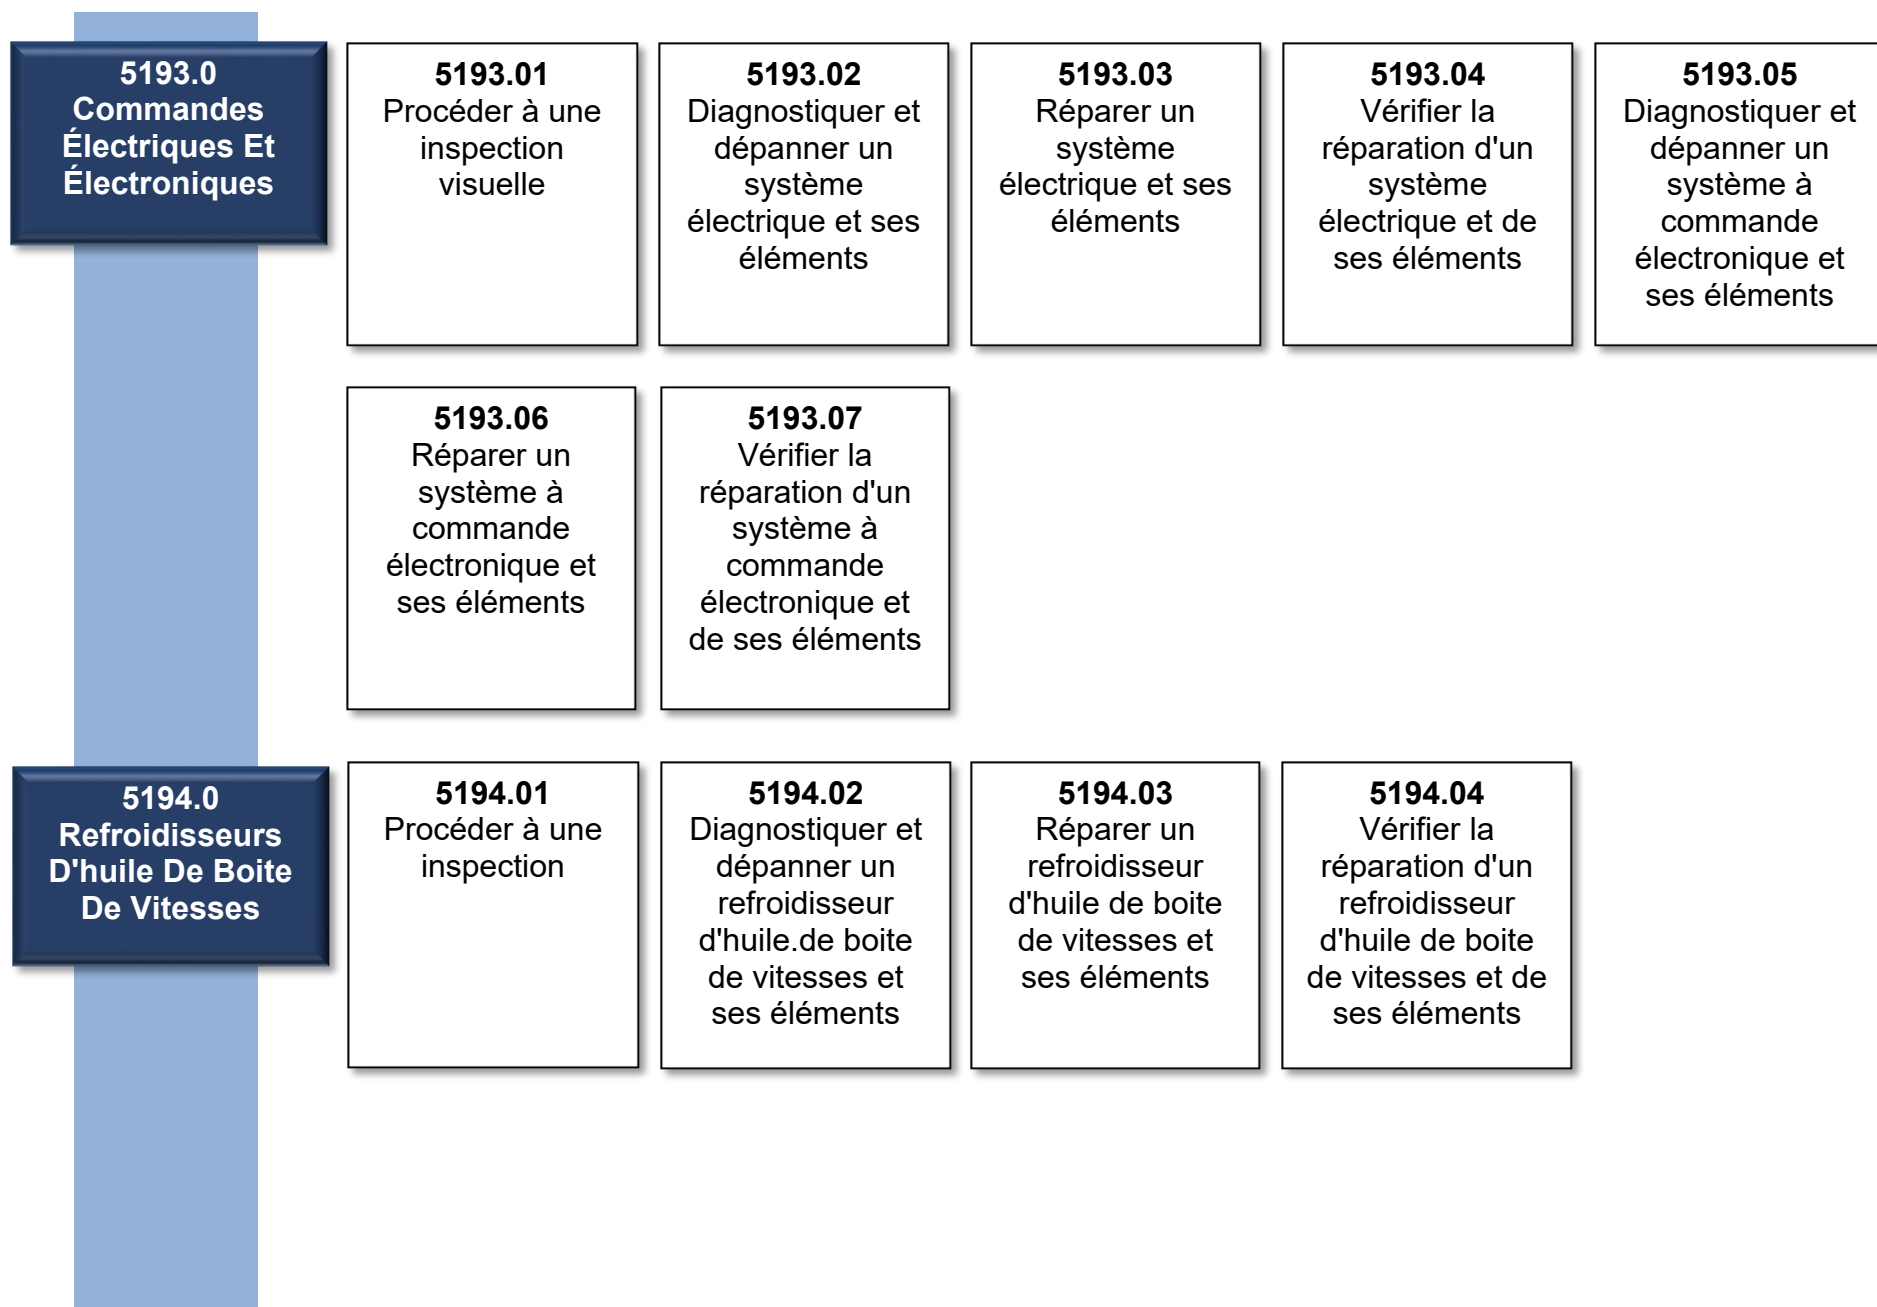 5193.0
Commandes
Électriques Et
Électroniques
5193.01
Procéder à une
inspection
visuelle
5193.02
Diagnostiquer et
dépanner un
système
électrique et ses
éléments
5193.03
Réparer un
système
électrique et ses
éléments
5193.04
Vérifier la
réparation d'un
système
électrique et de
ses éléments
5193.05
Diagnostiquer et
dépanner un
système à
commande
électronique et
ses éléments
5193.06
Réparer un
système à
commande
électronique et
ses éléments
5193.07
Vérifier la
réparation d'un
système à
commande
électronique et
de ses éléments
5194.0
Refroidisseurs
D'huile De Boite
De Vitesses
5194.01
Procéder à une
inspection
5194.02
Diagnostiquer et
dépanner un
refroidisseur
d'huile.de boite
de vitesses et
ses éléments
5194.03
Réparer un
refroidisseur
d'huile de boite
de vitesses et
ses éléments
5194.04
Vérifier la
réparation d'un
refroidisseur
d'huile de boite
de vitesses et de
ses éléments